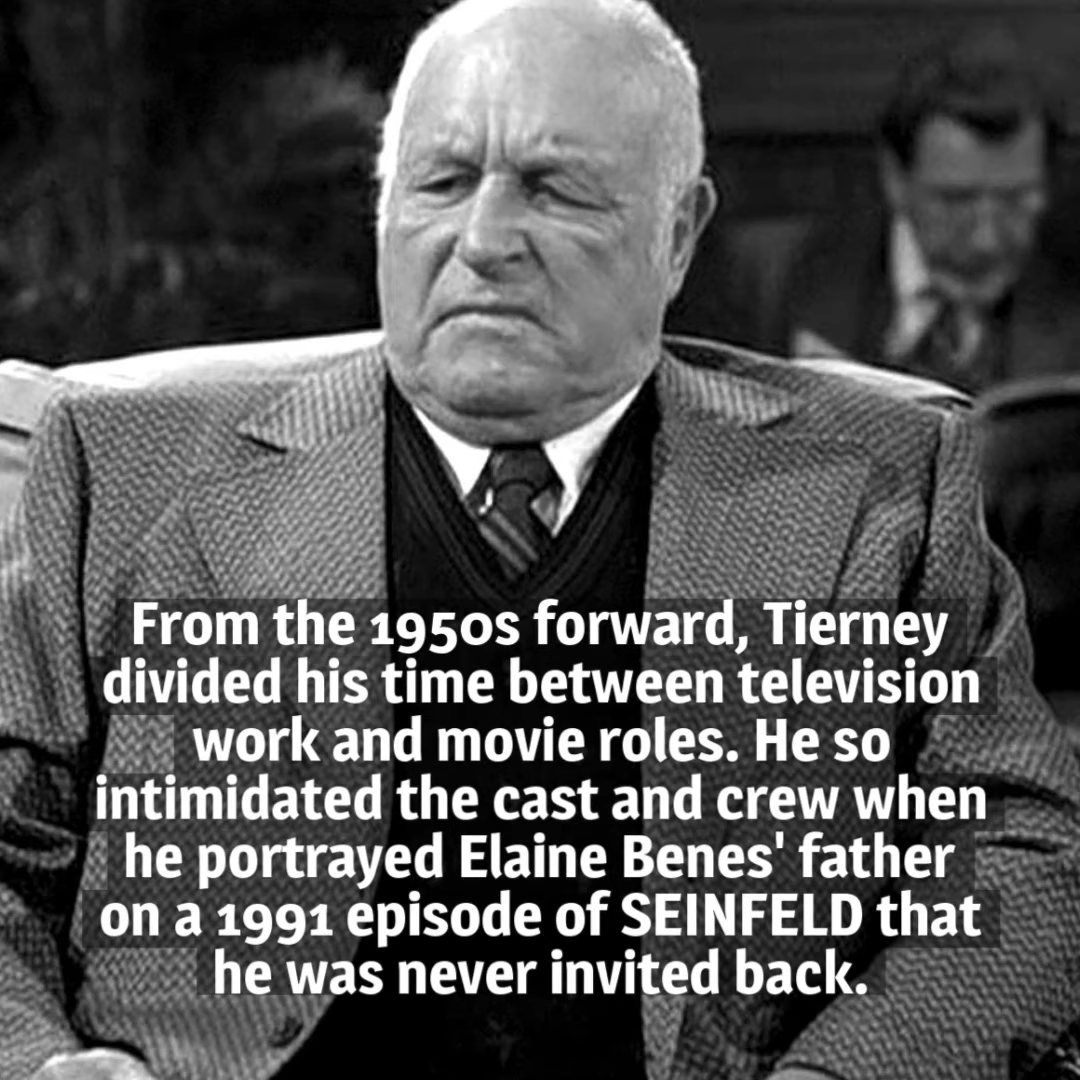 From the 1950s forward, Tierney
divided his time between television
work and movie roles. He so
intimidated the cast and crew when
he portrayed Elaine Benes' father
on a 1991 episode of SEINFELD that
he was never invited back.